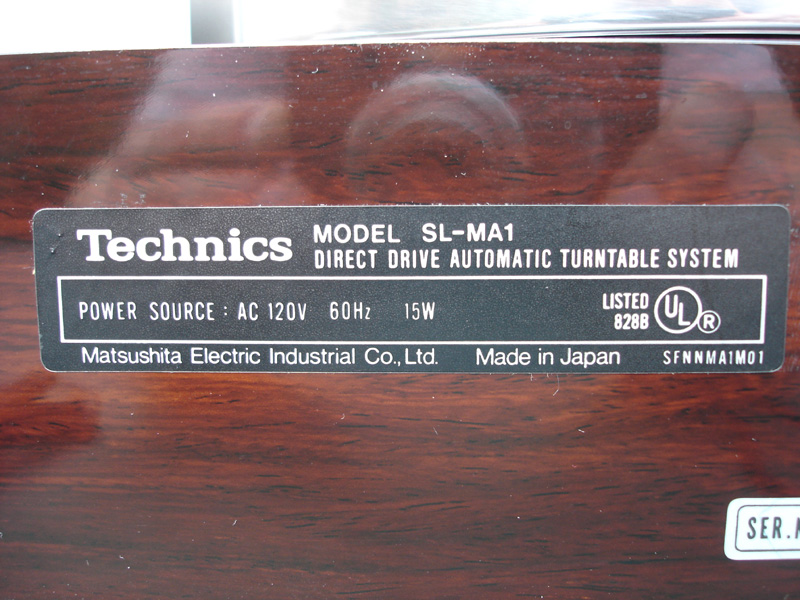 Technics MODEL SL-MA1
DIRECT DRIVE AUTOMATIC TURNTABLE SYSTEM
POWER SOURCE : AC 120V 60Hz 15W
LISTED UL R
828B
Matsushita Electric Industrial Co., Ltd. Made in Japan SFNNMA1M01
SER.